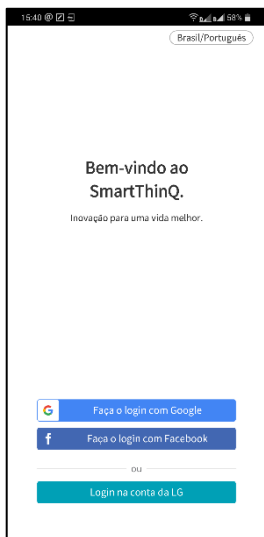 15:40 @ 58%
Brasil/Português
Bem-vindo ao
SmartThinQ.
Inovação para uma vida melhor.
G Faça o login com Google
f Faça o login com Facebook
ou
Login na conta da LG